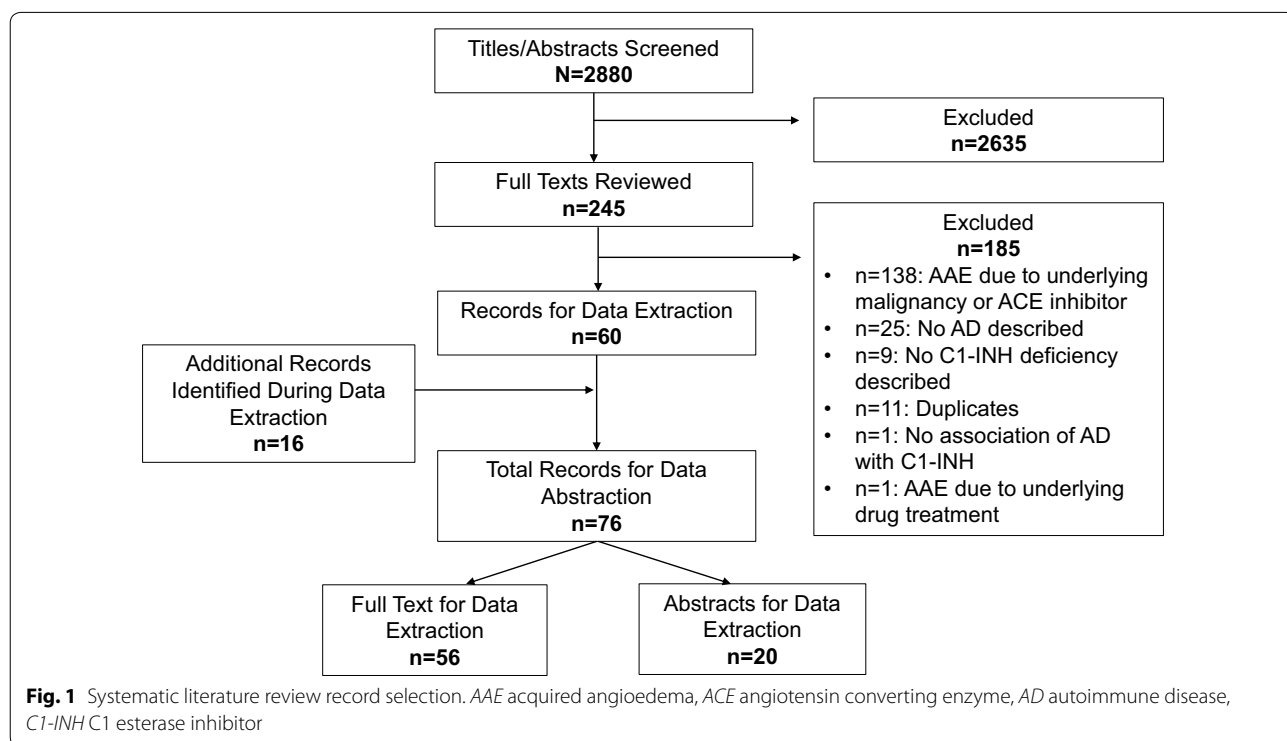 Titles/Abstracts Screened
N=2880
Excluded
n=2635
Full Texts Reviewed
n=245
Excluded
n=185
• n=138: AAE due to underlying
malignancy or ACE inhibitor
• n=25: No AD described
• n=9: No C1-INH deficiency
described
• n=11: Duplicates
• n=1: No association of AD
with C1-INH
• n=1: AAE due to underlying
drug treatment
Records for Data Extraction
n=60
Additional Records
Identified During Data
Extraction
n=16
Total Records for Data
Abstraction
n=76
Full Text for Data
Extraction
n=56
Abstracts for Data
Extraction
n=20
Fig. 1 Systematic literature review record selection. AAE acquired angioedema, ACE angiotensin converting enzyme, AD autoimmune disease,
C1-INH C1 esterase inhibitor